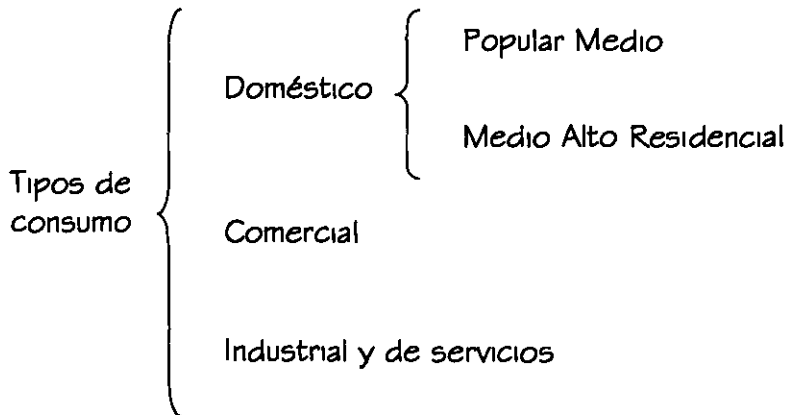 Popular Medio
Doméstico
Medio Alto Residencial
Tipos de
consumo
Comercial
Industrial y de servicios